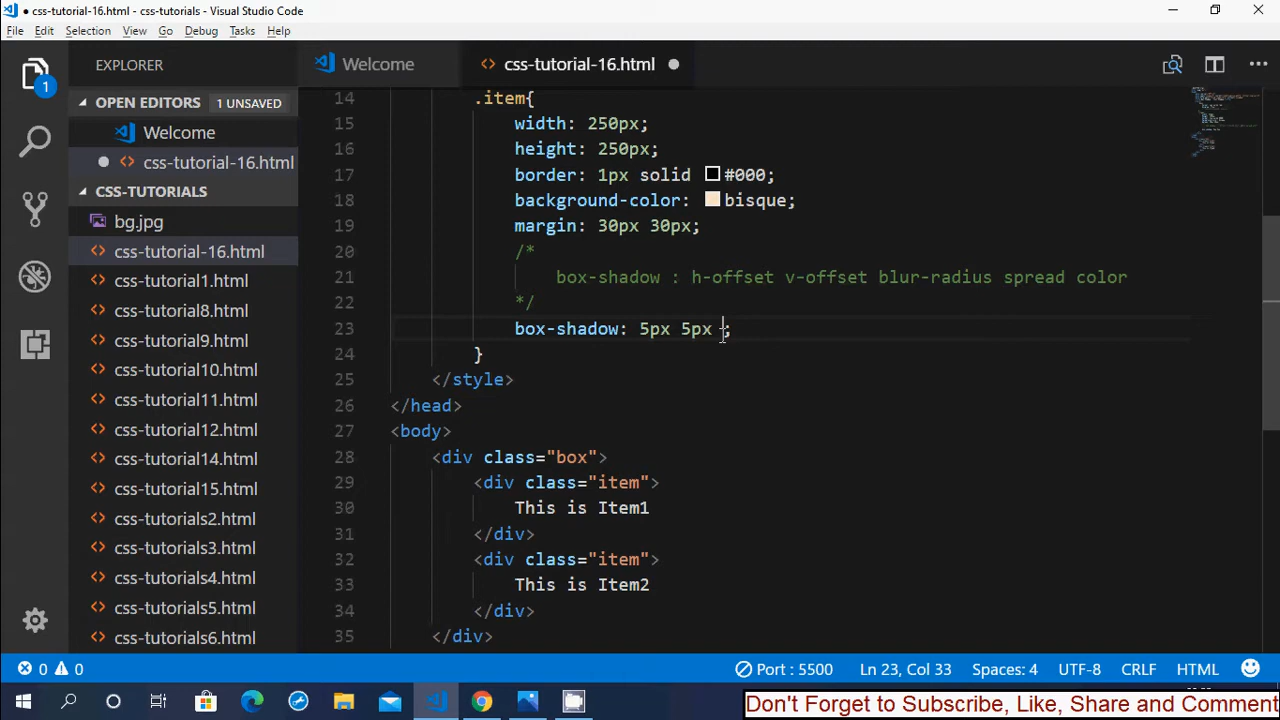 css-tutorial-16.html - css-tutorials - Visual Studio Code
File Edit Selection View Go Debug Tasks Help
EXPLORER
Welcome
css-tutorial-16.html
1
OPEN EDITORS 1 UNSAVED
Welcome
css-tutorial-16.html
CSS-TUTORIALS
bg.jpg
css-tutorial-16.html
css-tutorial1.html
css-tutorial8.html
css-tutorial9.html
css-tutorial10.html
css-tutorial11.html
css-tutorial12.html
css-tutorial14.html
css-tutorial15.html
css-tutorials2.html
css-tutorials3.html
css-tutorials4.html
css-tutorials5.html
css-tutorials6.html
14 .item{
15 width: 250px;
16 height: 250px;
17 border: 1px solid #000;
18 background-color: bisque;
19 margin: 30px 30px;
20 /*
21 box-shadow : h-offset v-offset blur-radius spread color
22 */
23 box-shadow: 5px 5px ;
24 }
25 </style>
26 </head>
27 <body>
28 <div class="box">
29 <div class="item">
30 This is Item1
31 </div>
32 <div class="item">
33 This is Item2
34 </div>
35 </div>
0 0 Port : 5500 Ln 23, Col 33 Spaces: 4 UTF-8 CRLF HTML
Don't Forget to Subscribe, Like, Share and Comment